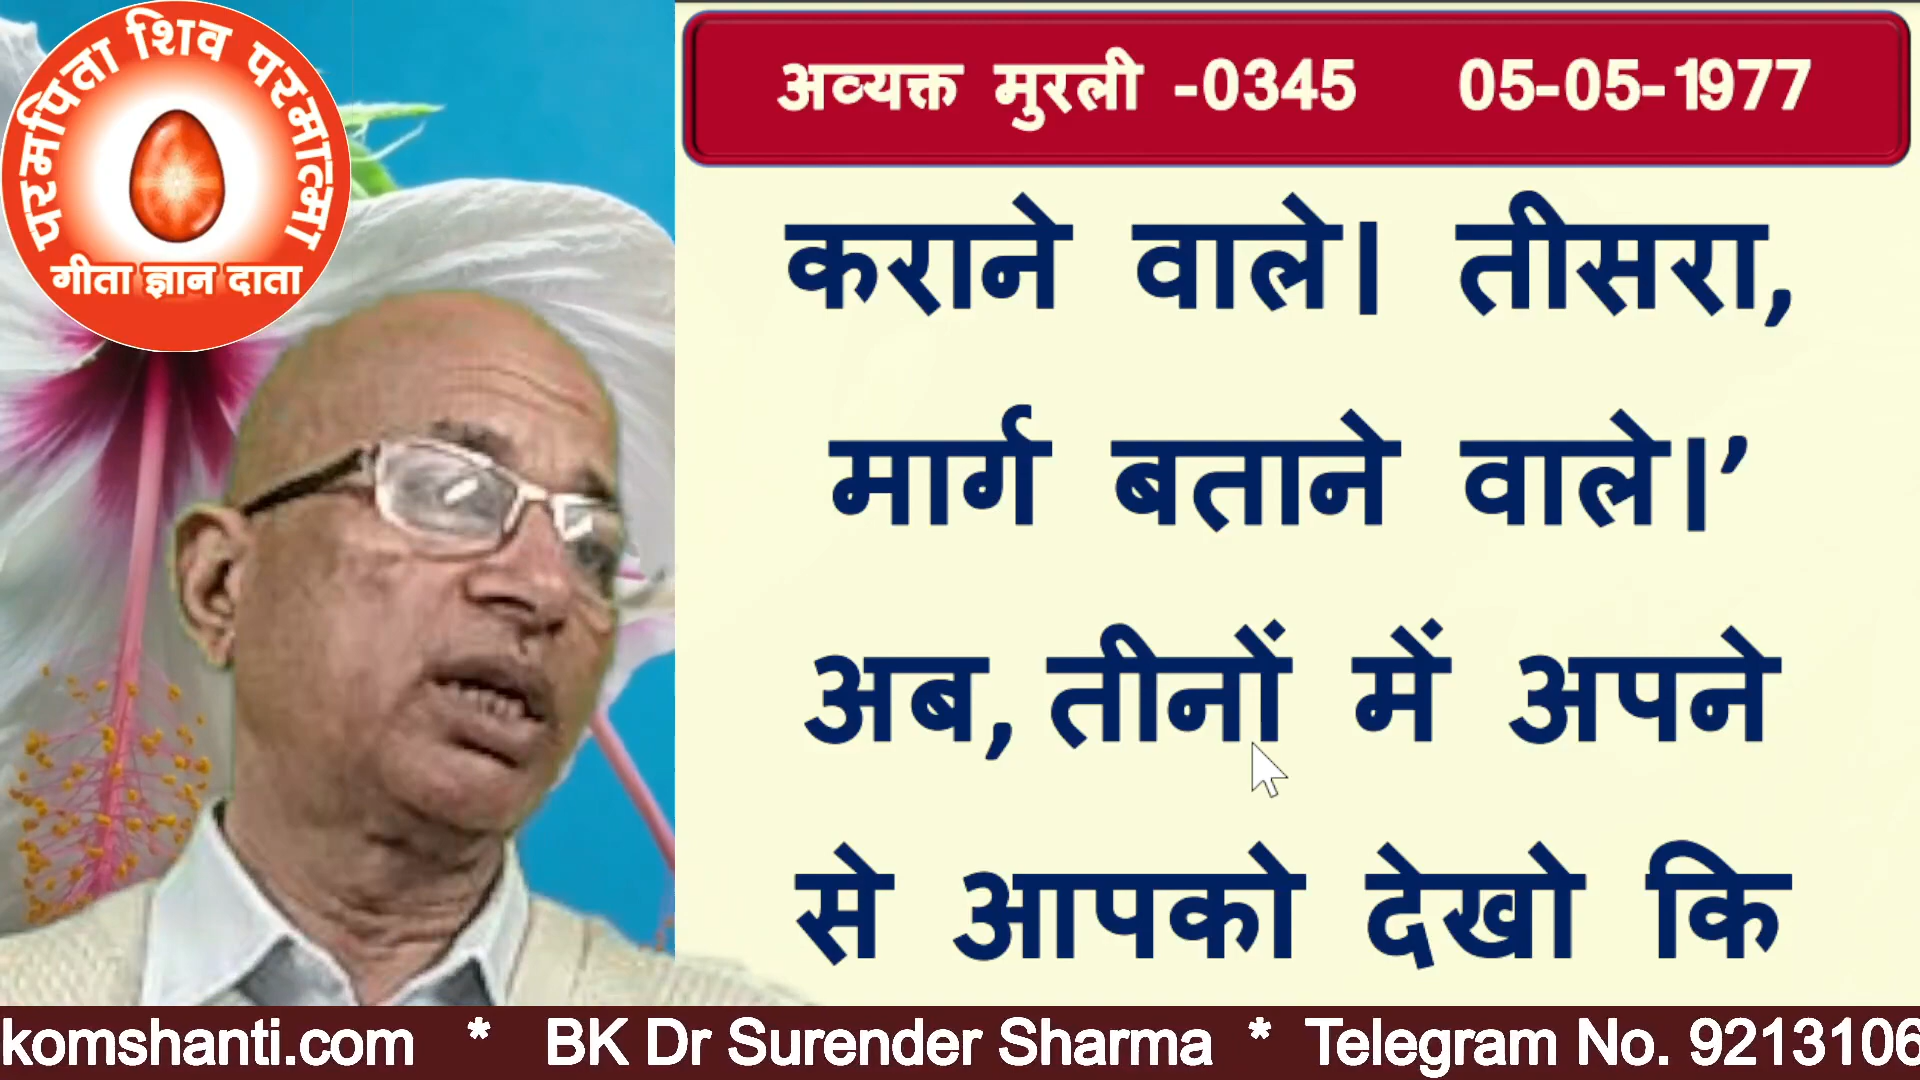 परमपिता शिव परमात्मा
गीता ज्ञान दाता
अव्यक्त मुरली -0345 05-05-1977
कराने वाले। तीसरा,
मार्ग बताने वाले।’
अब, तीनों में अपने
से आपको देखो कि
komshanti.com * BK Dr Surender Sharma * Telegram No. 9213106